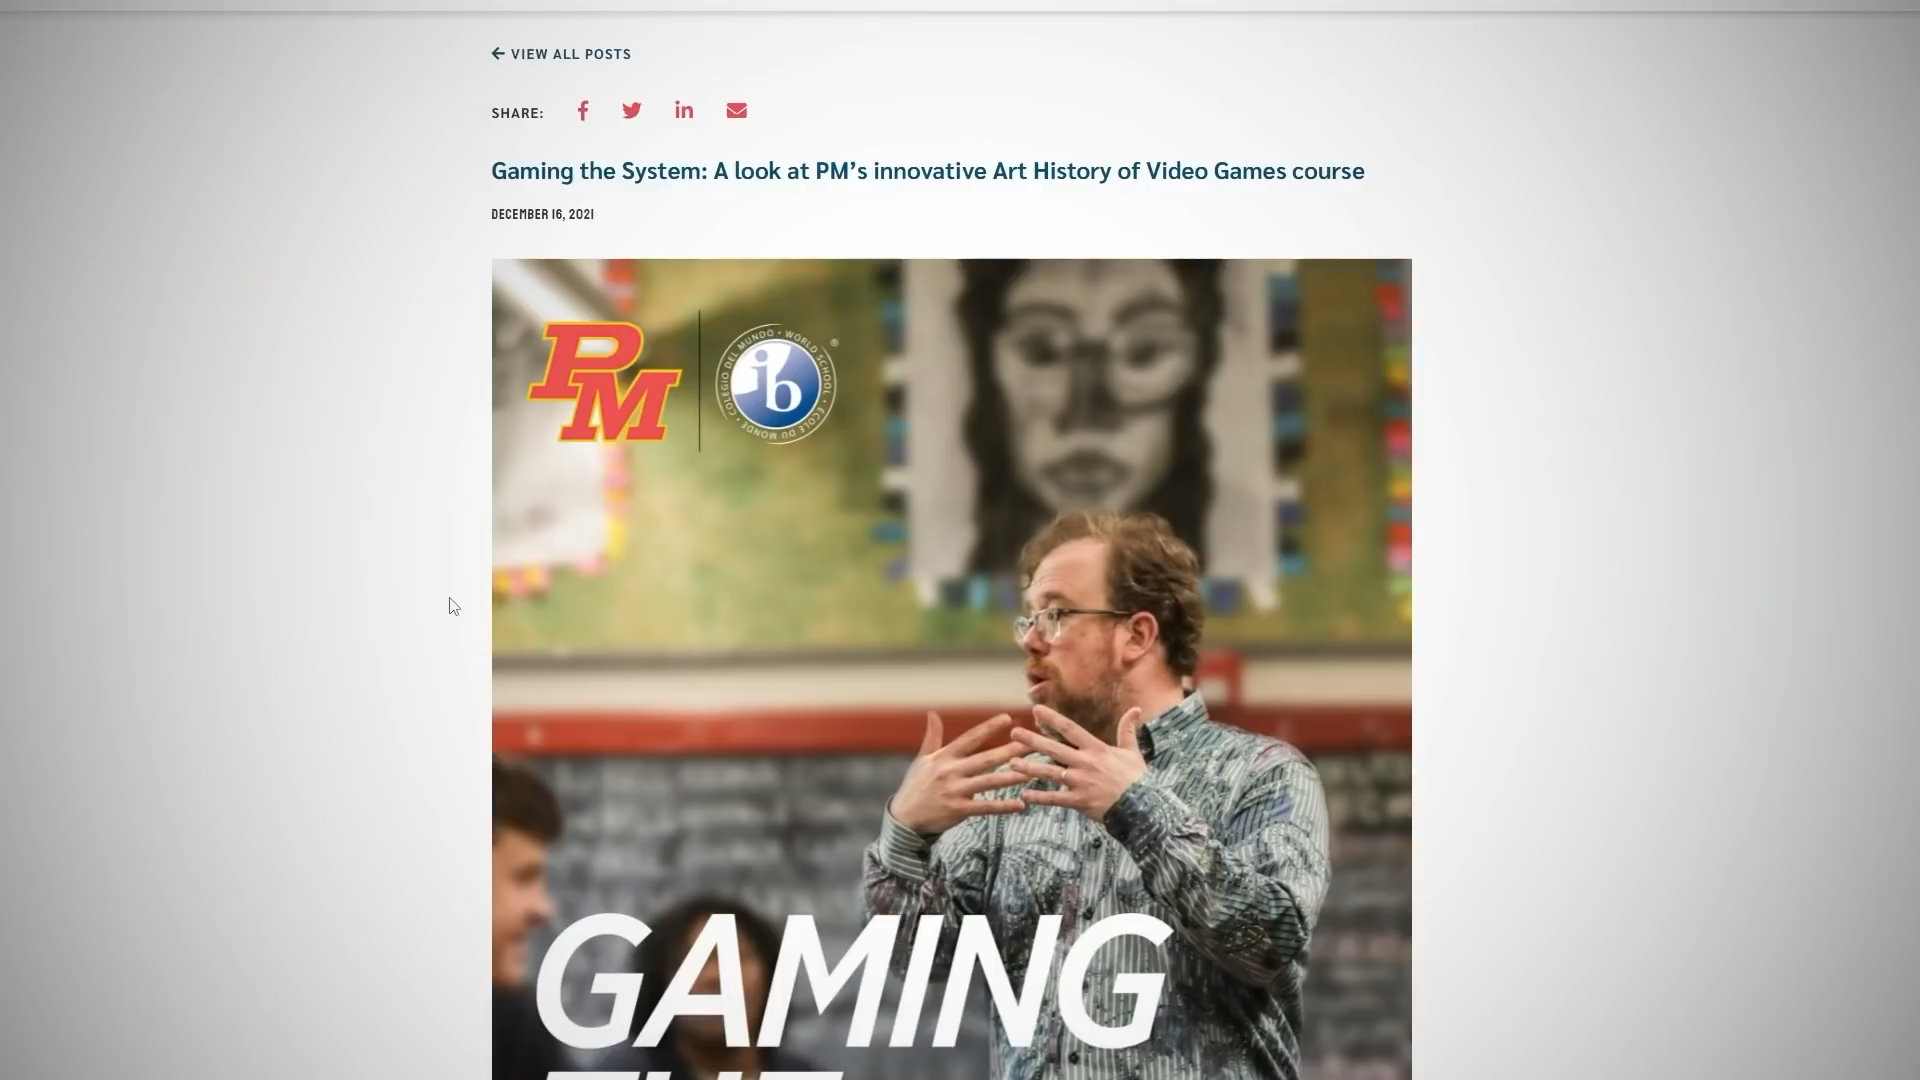 VIEW ALL POSTS
SHARE:
Gaming the System: A look at PM’s innovative Art History of Video Games course
DECEMBER 16, 2021
PM
COLEGIO DEL MUNDO • WORLD SCHOOL • ÉCOLE DU MONDE •
®
ib
GAMING